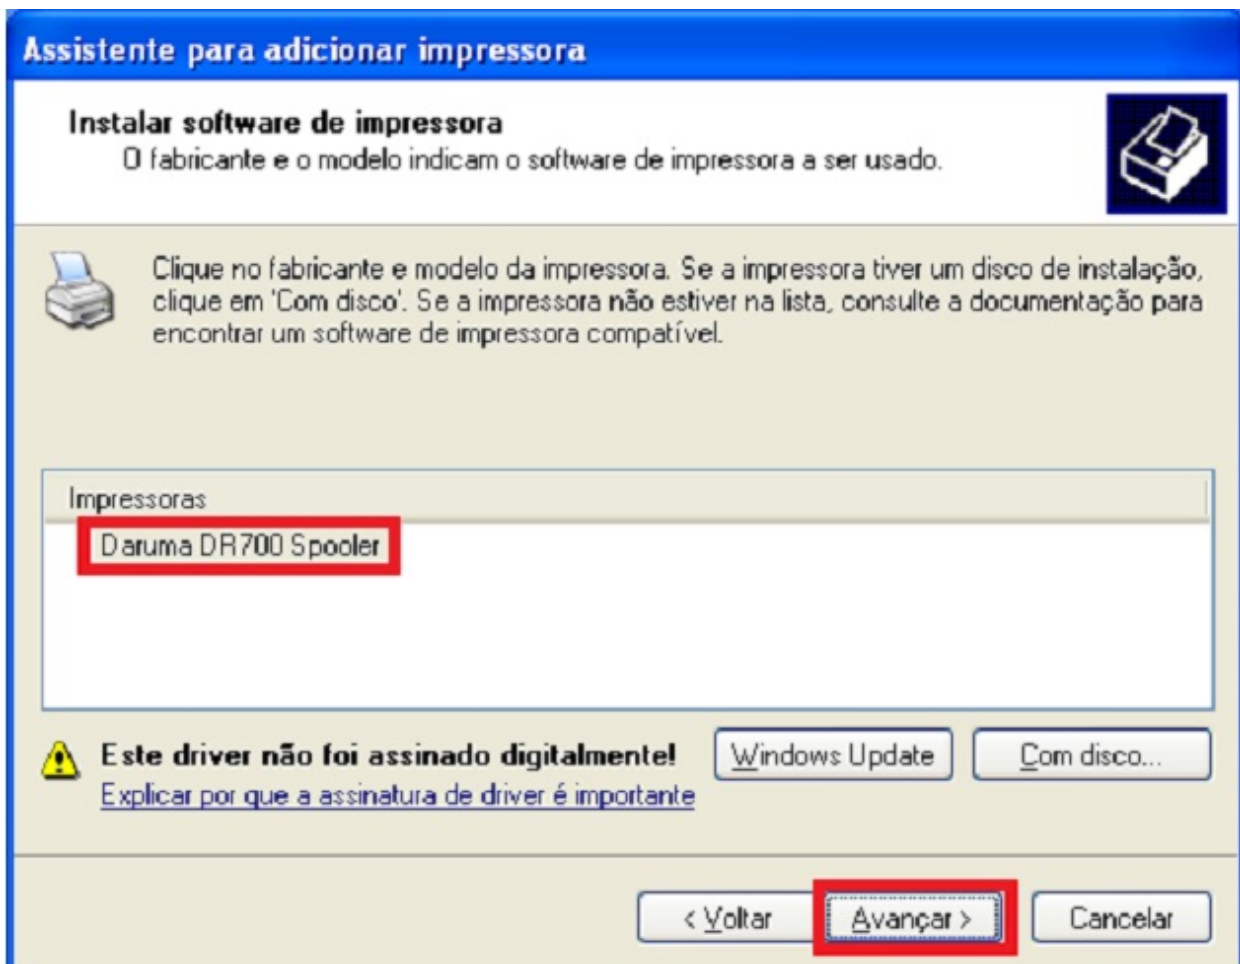 Assistente para adicionar impressora
Instalar software de impressora
O fabricante e o modelo indicam o software de impressora a ser usado.
Clique no fabricante e modelo da impressora. Se a impressora tiver um disco de instalação,
clique em 'Com disco'. Se a impressora não estiver na lista, consulte a documentação para
encontrar um software de impressora compatível.
Impressoras
Daruma DR700 Spooler
Este driver não foi assinado digitalmente!
Windows Update
Com disco...
Explicar por que a assinatura de driver é importante
< Voltar
Avançar >
Cancelar